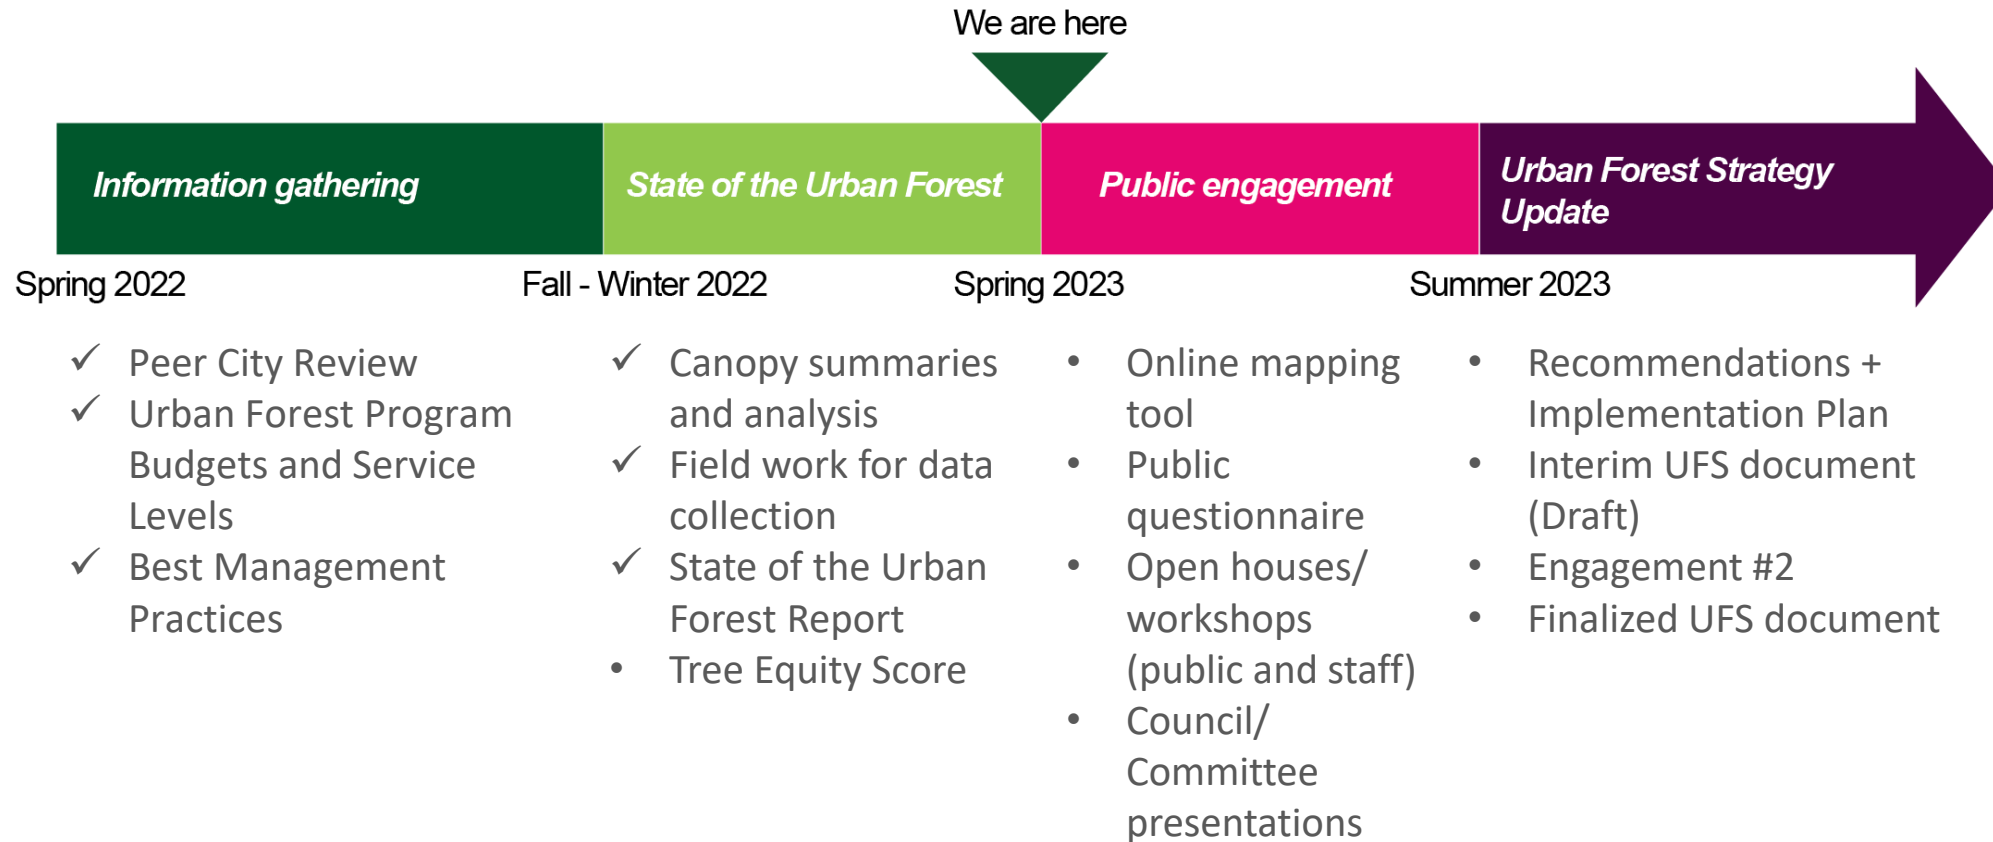 We are here
Information gathering
State of the Urban Forest
Public engagement
Urban Forest Strategy
Update
Spring 2022
Fall - Winter 2022
Spring 2023
Summer 2023
✓ Peer City Review
✓ Urban Forest Program
Budgets and Service
Levels
✓ Best Management
Practices
✓ Canopy summaries
and analysis
✓ Field work for data
collection
✓ State of the Urban
Forest Report
• Tree Equity Score
• Online mapping
tool
• Public
questionnaire
• Open houses/
workshops
(public and staff)
• Council/
Committee
presentations
• Recommendations +
Implementation Plan
• Interim UFS document
(Draft)
• Engagement #2
• Finalized UFS document